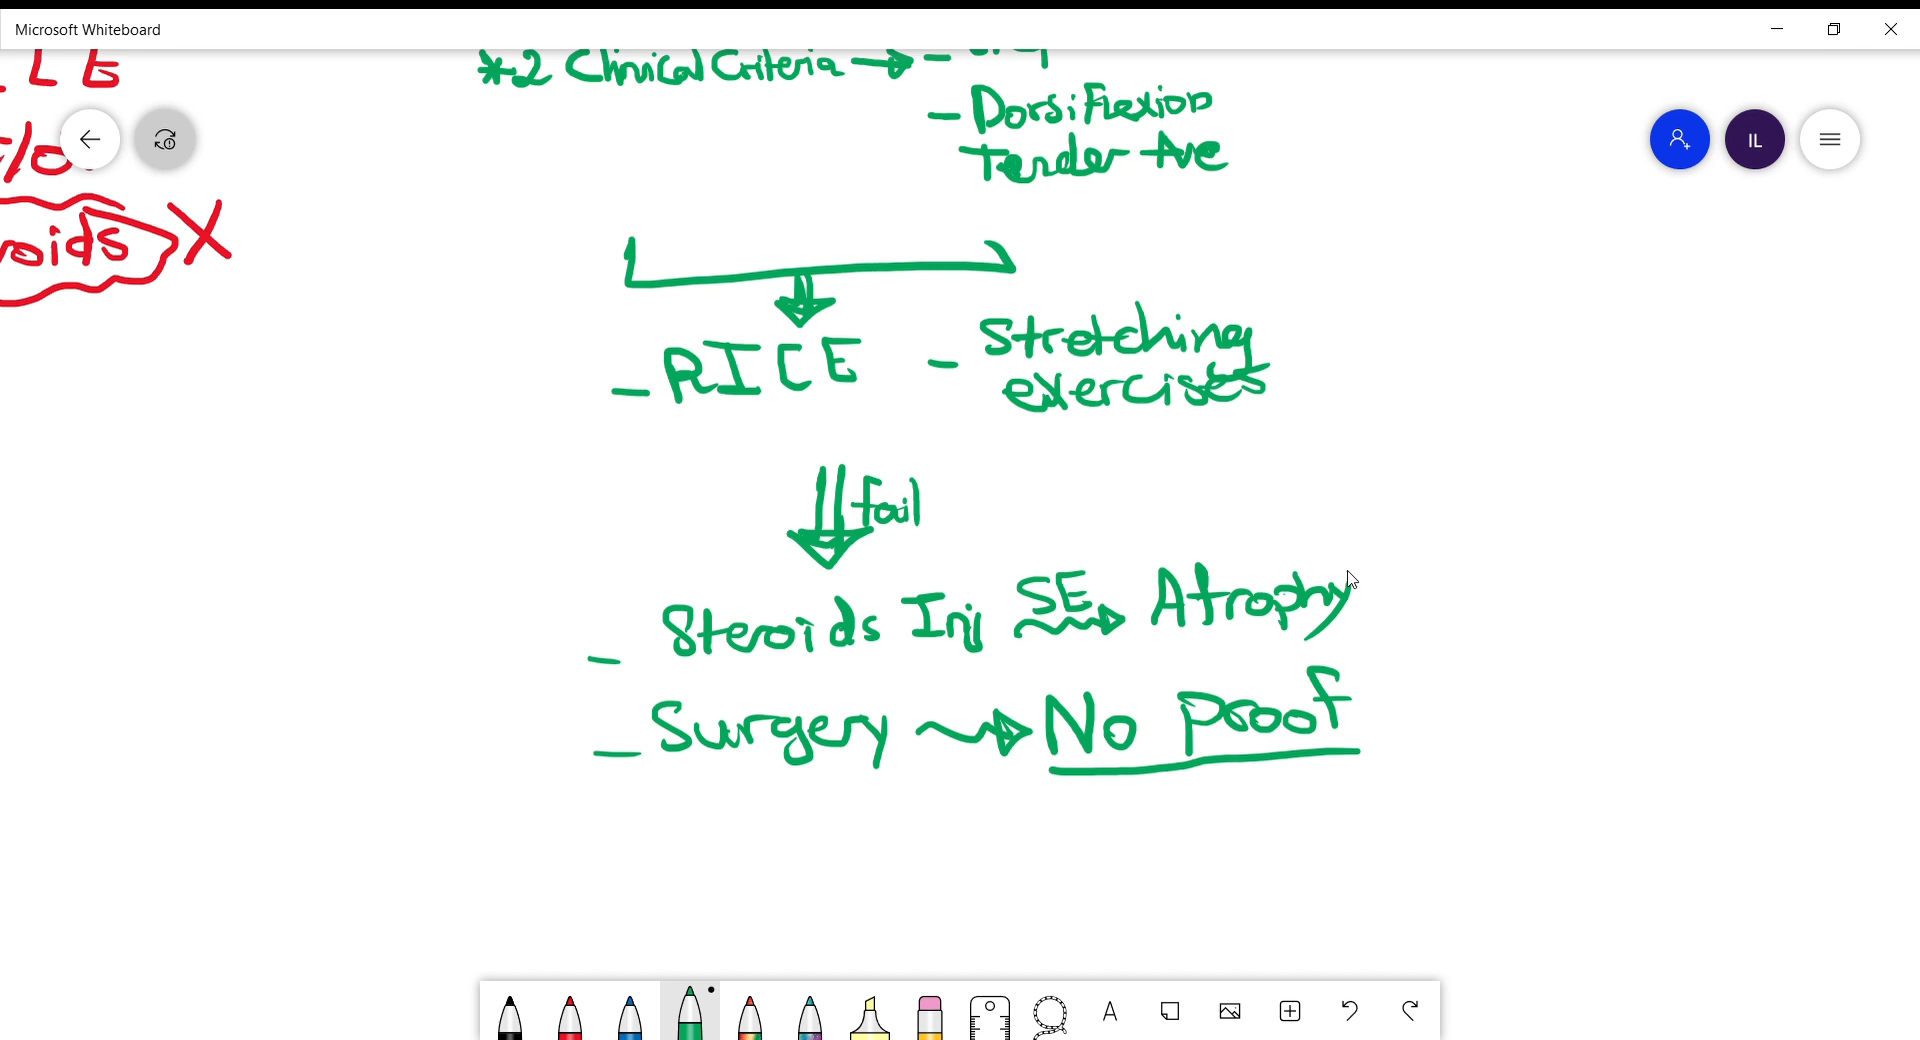 Microsoft Whiteboard
*2 Clinical Criteria → -
- Dorsiflexion
Tender +ve
IL
X
- RICE - Stretching
exercises
fail
- Steroids Inj SE → Atrophy
- Surgery → No Proof
A